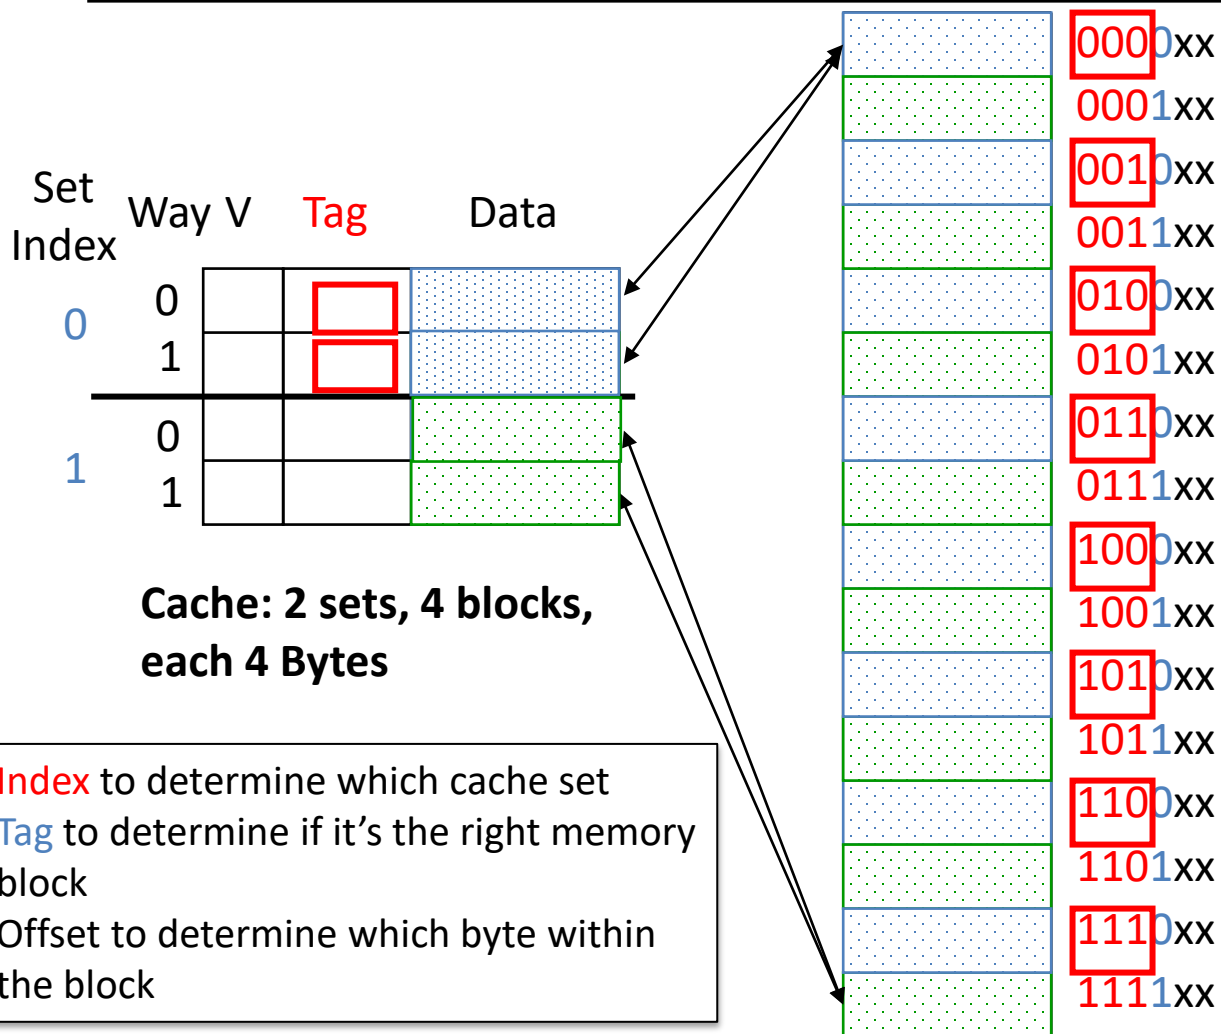 Set
Index
Way V Tag Data
0
0
1
1
0
1
Cache: 2 sets, 4 blocks,
each 4 Bytes
Index to determine which cache set
Tag to determine if it's the right memory
block
Offset to determine which byte within
the block
0000xx
0001xx
0010xx
0011xx
0100xx
0101xx
0110xx
0111xx
1000xx
1001xx
1010xx
1011xx
1100xx
1101xx
1110xx
1111xx